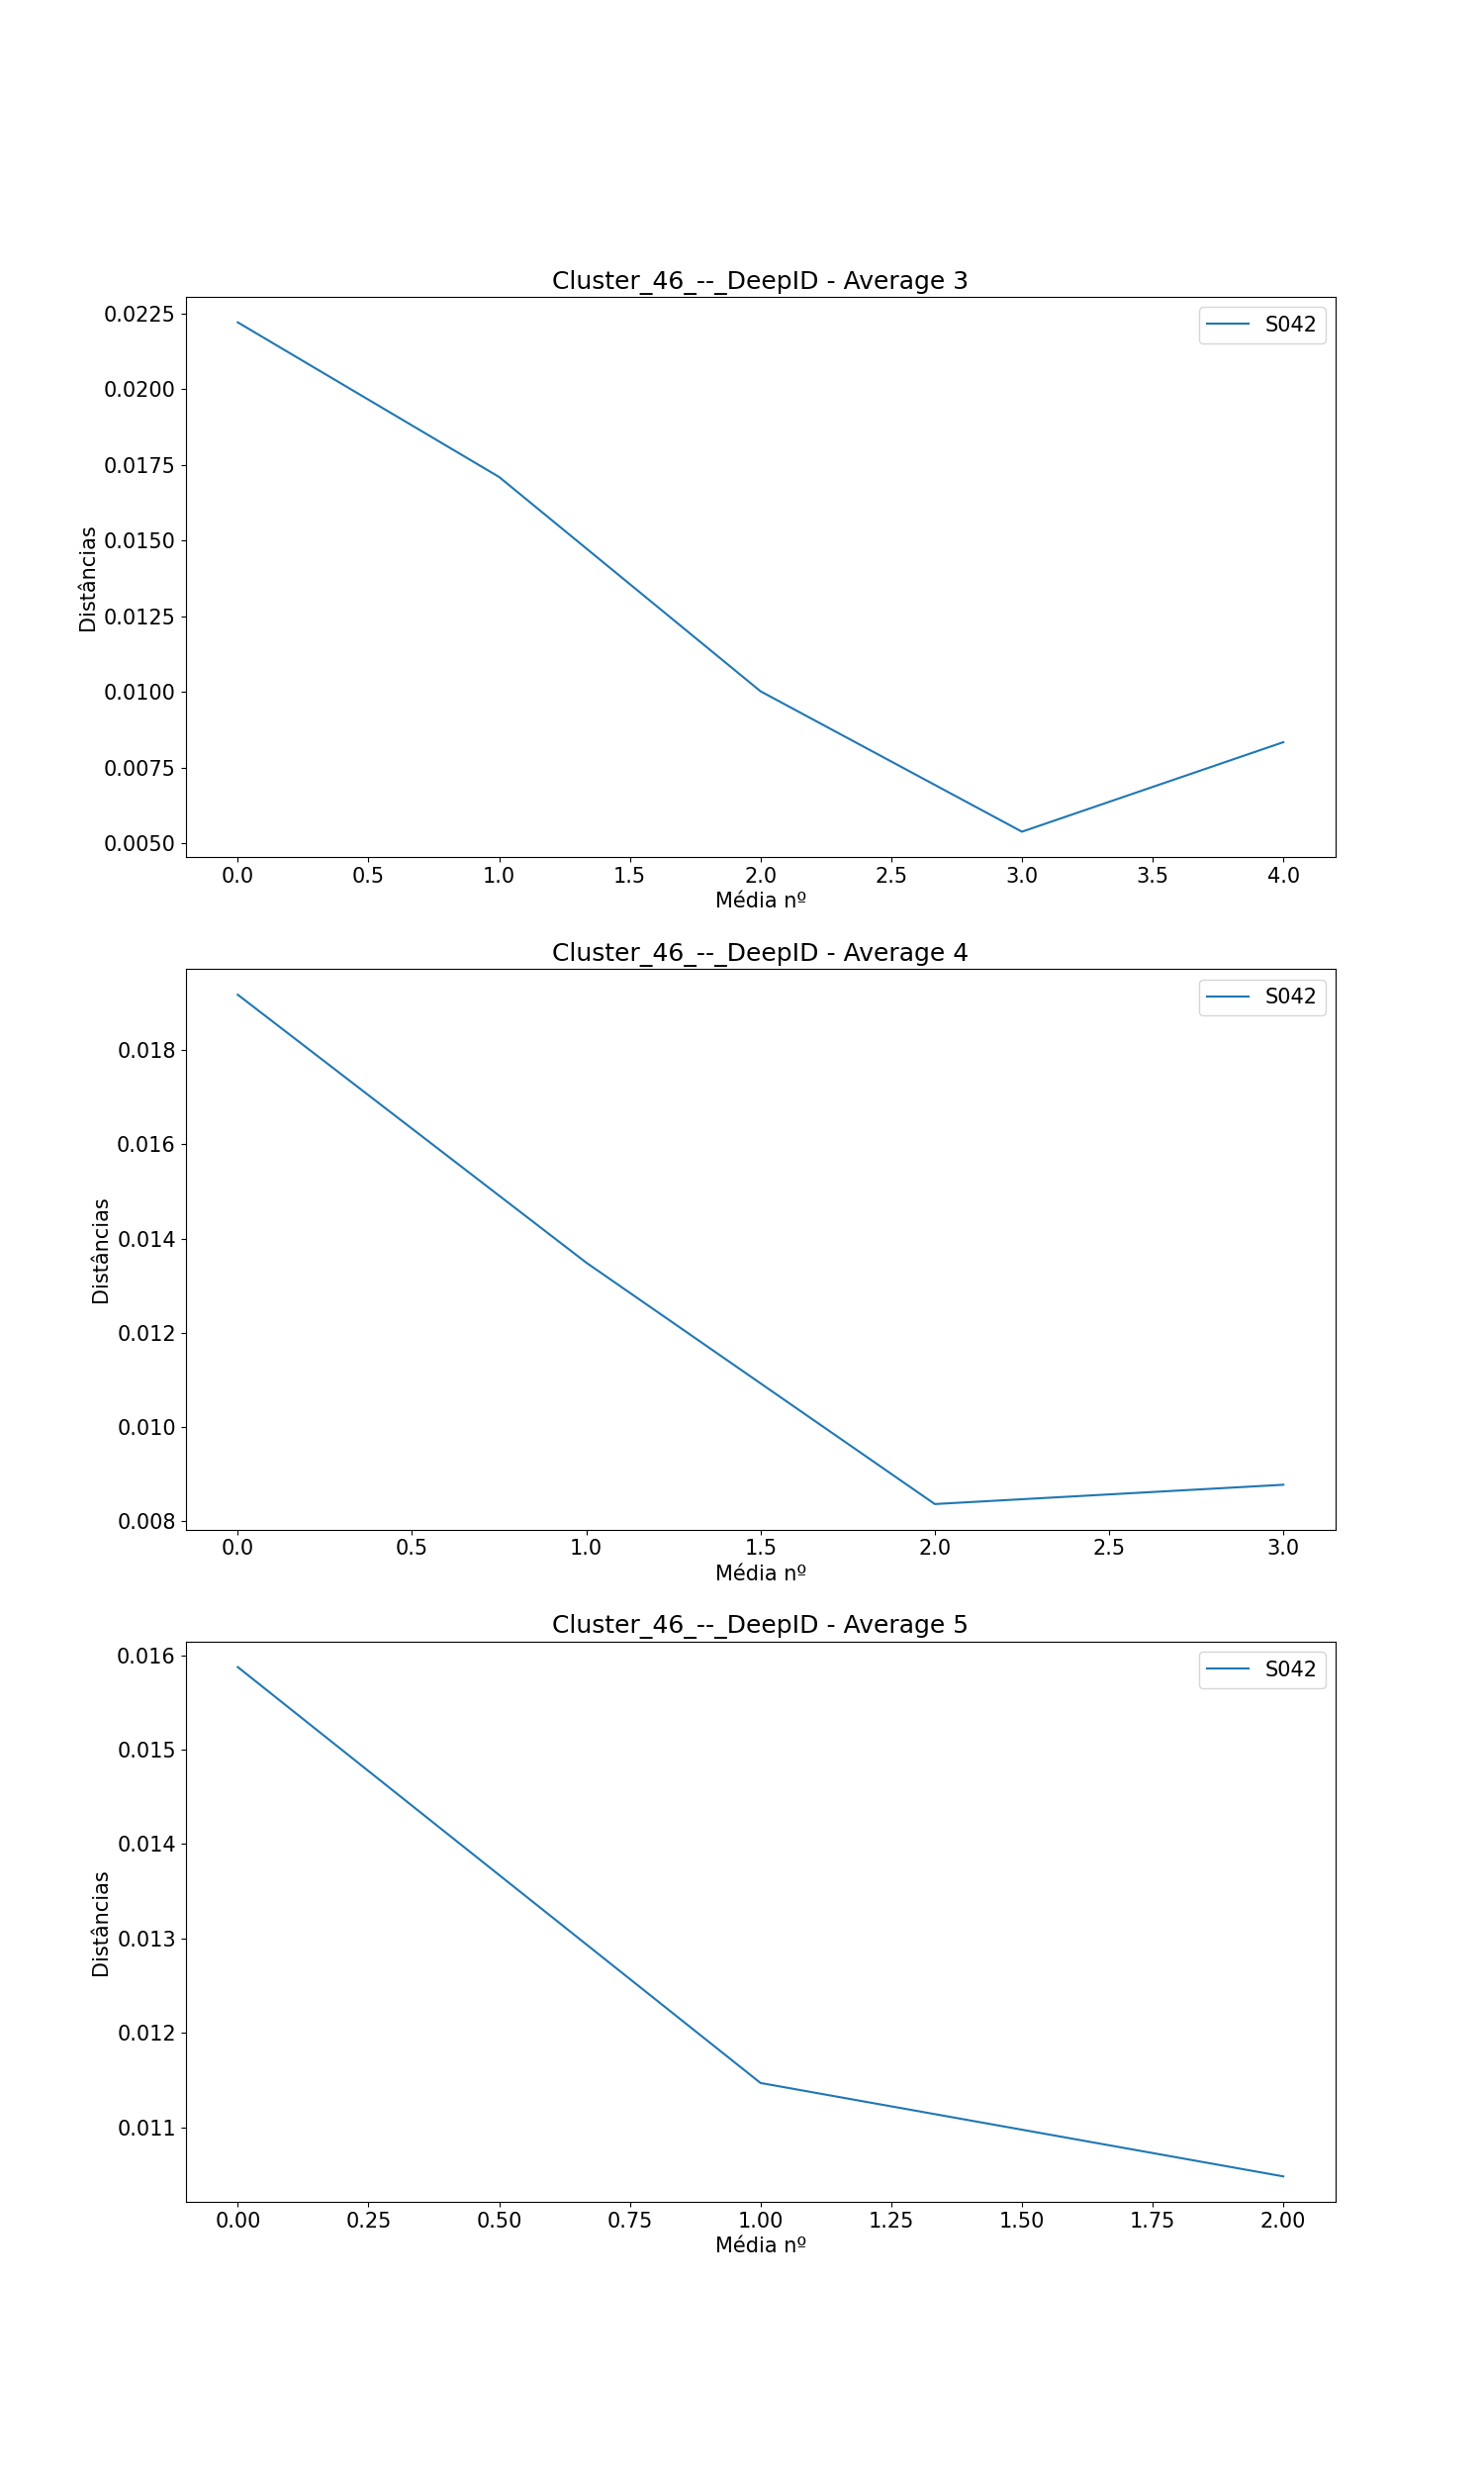 Cluster_46_--_DeepID - Average 3
S042
0.0225
0.0200
0.0175
0.0150
0.0125
0.0100
0.0075
0.0050
Distâncias
0.0 0.5 1.0 1.5 2.0 2.5 3.0 3.5 4.0
Média nº
Cluster_46_--_DeepID - Average 4
S042
0.018
0.016
0.014
0.012
0.010
0.008
Distâncias
0.0 0.5 1.0 1.5 2.0 2.5 3.0
Média nº
Cluster_46_--_DeepID - Average 5
S042
0.016
0.015
0.014
0.013
0.012
0.011
Distâncias
0.00 0.25 0.50 0.75 1.00 1.25 1.50 1.75 2.00
Média nº